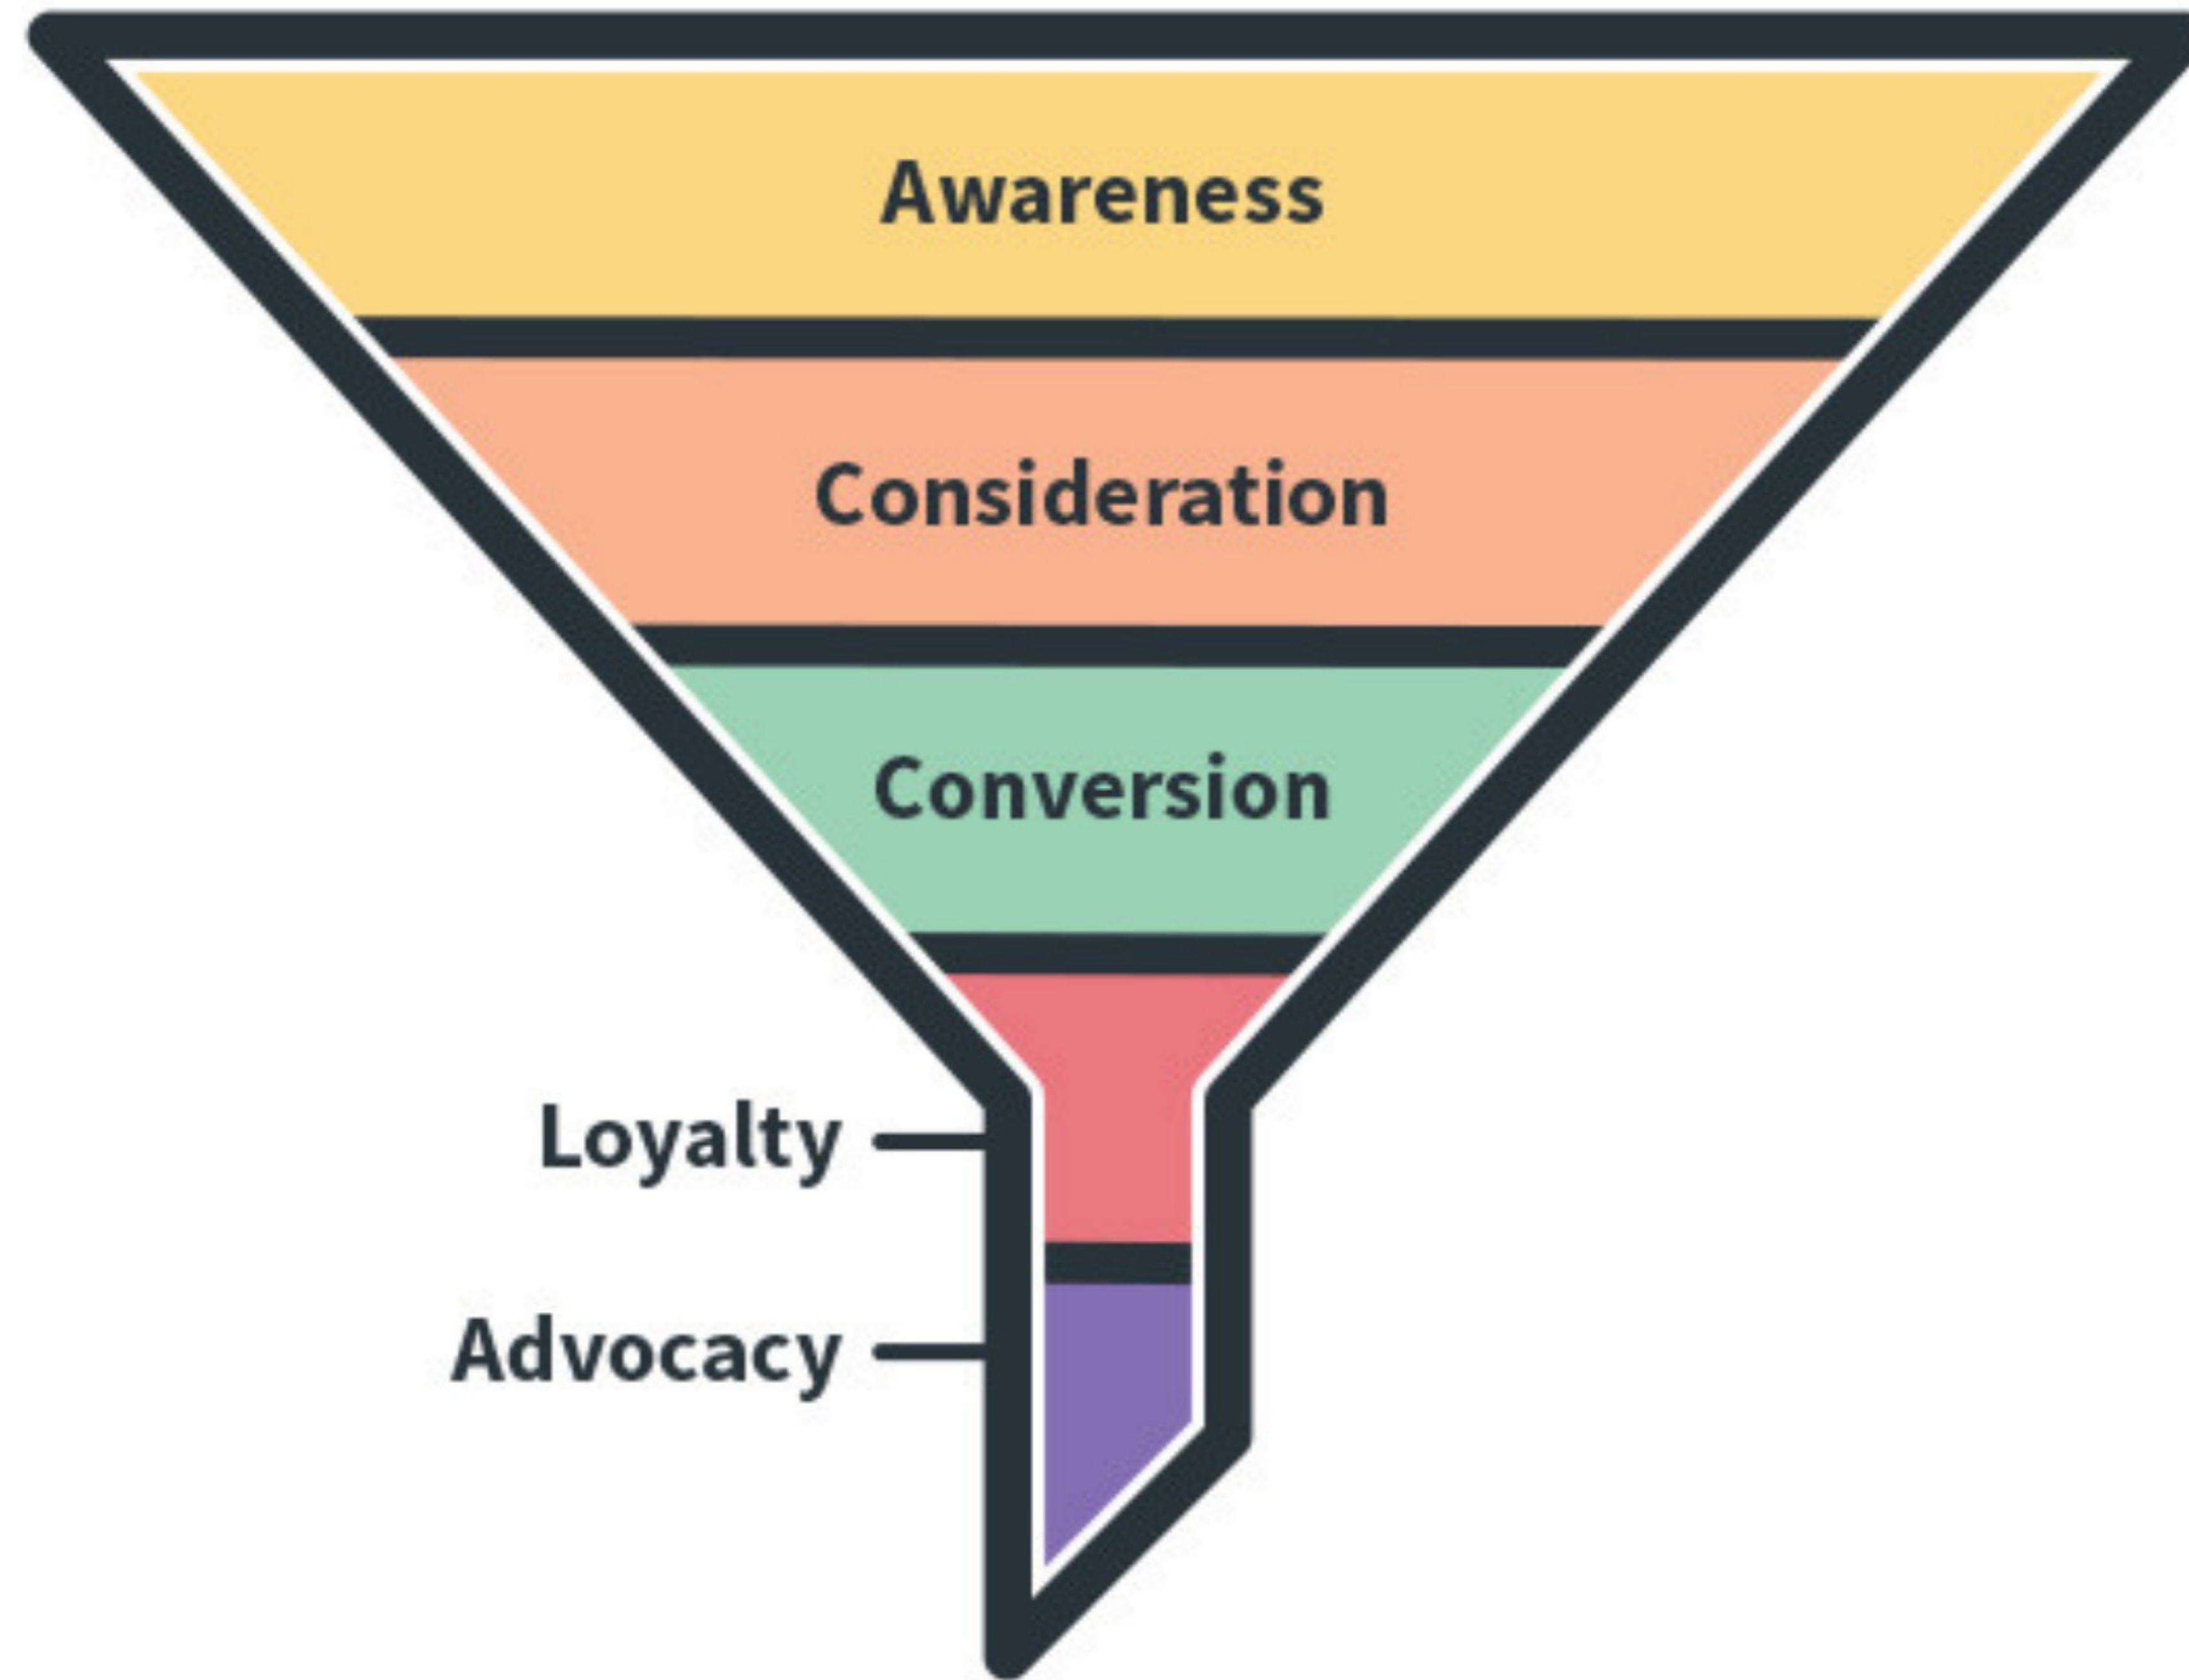 Awareness
Consideration
Conversion
Loyalty
Advocacy